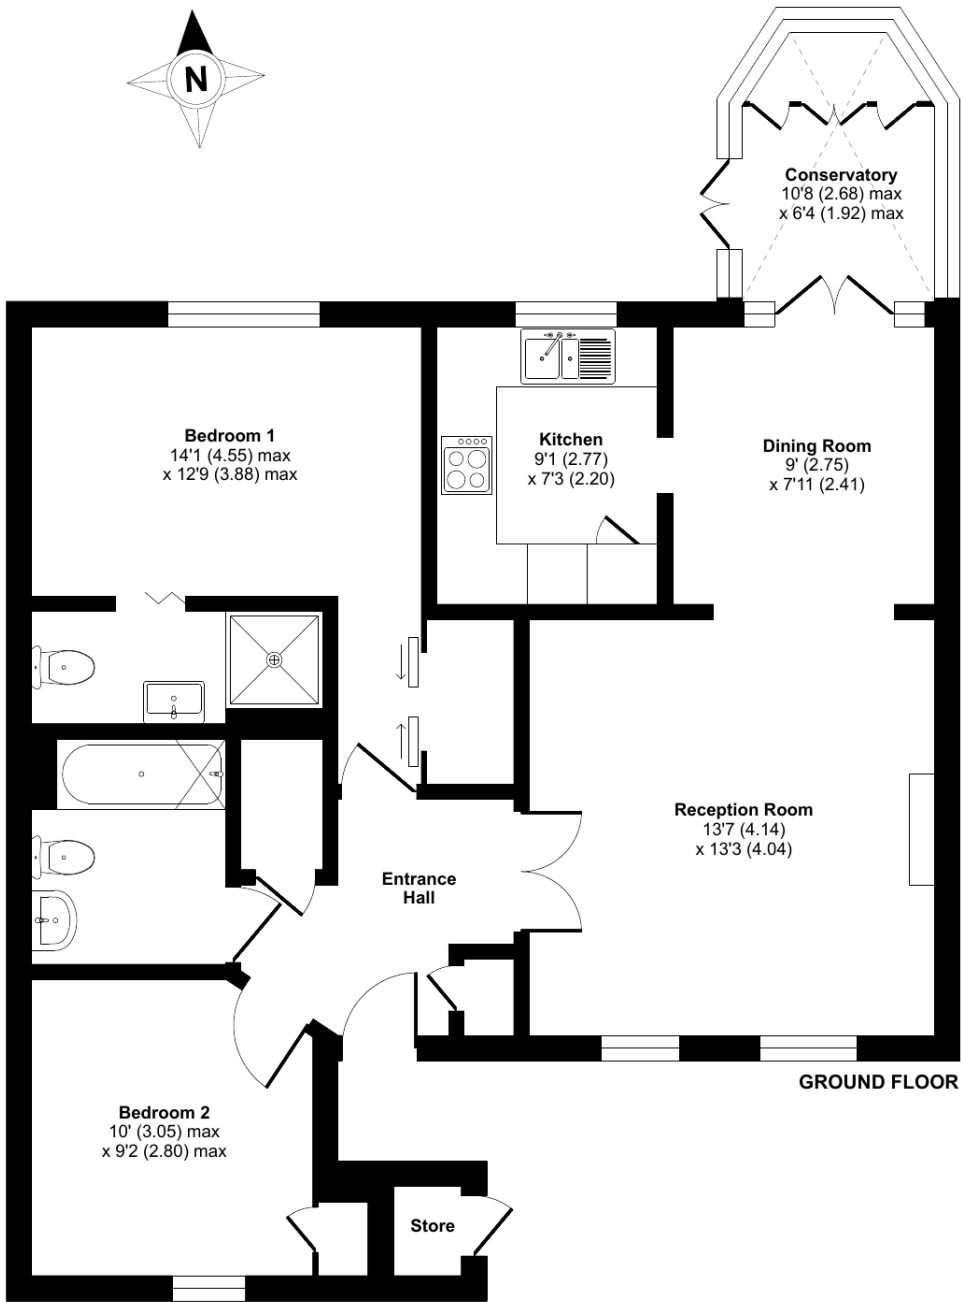 N
Conservatory
10'8 (2.68) max
x 6'4 (1.92) max
Bedroom 1
14'1 (4.55) max
x 12'9 (3.88) max
Kitchen
9'1 (2.77)
x 7'3 (2.20)
Dining Room
9' (2.75)
x 7'11 (2.41)
Reception Room
13'7 (4.14)
x 13'3 (4.04)
Entrance
Hall
GROUND FLOOR
Bedroom 2
10' (3.05) max
x 9'2 (2.80) max
Store